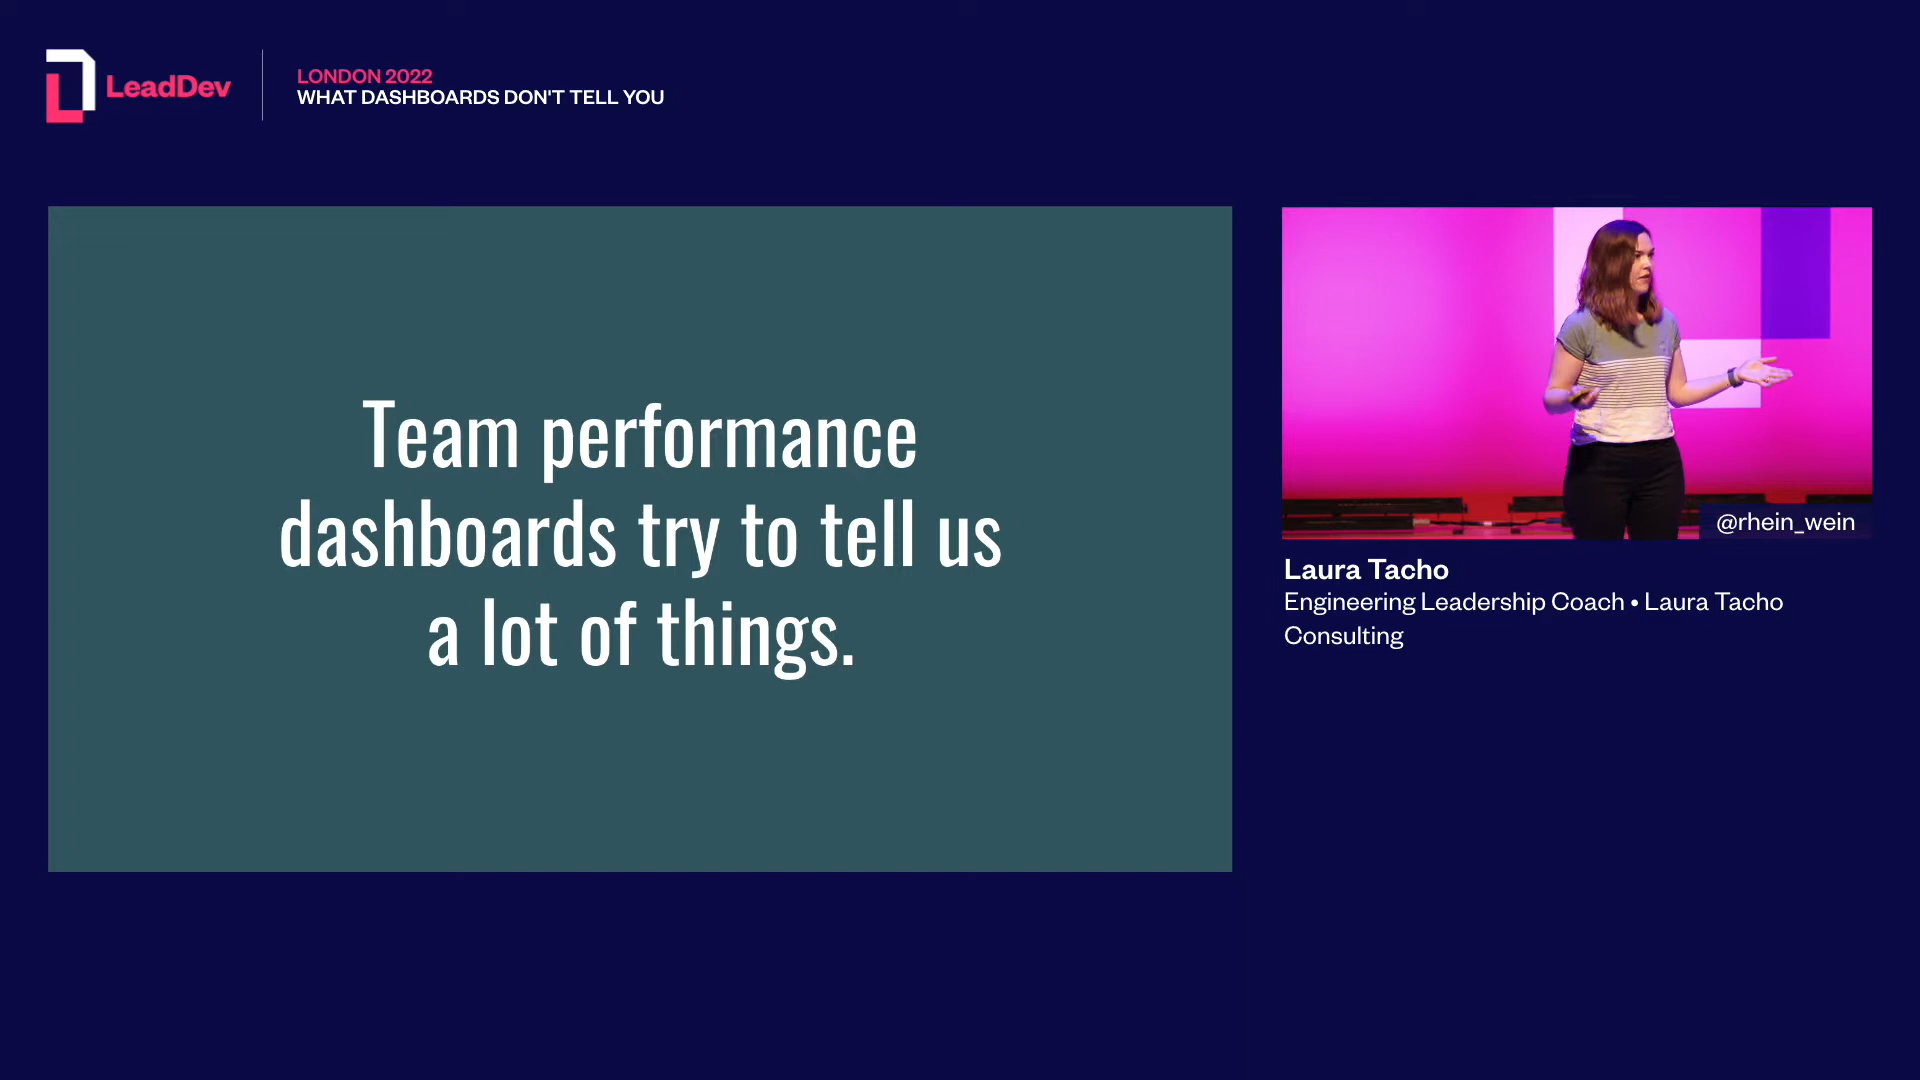 LeadDev
LONDON 2022
WHAT DASHBOARDS DON'T TELL YOU
Team performance
dashboards try to tell us
a lot of things.
@rhein_wein
Laura Tacho
Engineering Leadership Coach • Laura Tacho
Consulting